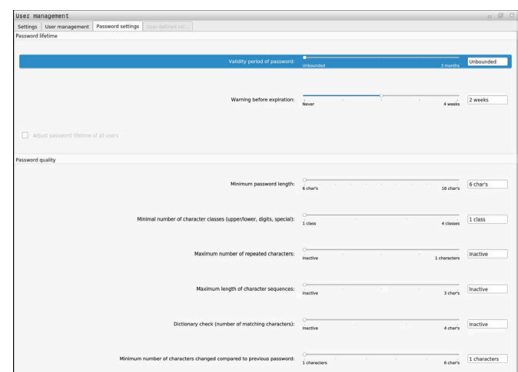 User management
Settings User management Password settings
Password lifetime
Validity period of password: Unbounded
Unbounded 3 months
Warning before expiration: 2 weeks
Never 4 weeks
Adjust password lifetime of all users
Password quality
Minimum password length: 6 char's
6 char's 16 char's
Minimal number of character classes (upper/lower, digits, special): 1 class
1 class 4 classes
Maximum number of repeated characters: Inactive
Inactive 1 characters
Maximum length of character sequences: Inactive
Inactive 3 char's
Dictionary check (number of matching characters): Inactive
Inactive 4 char's
Minimum number of characters changed compared to previous password: 1 characters
1 characters 6 char's